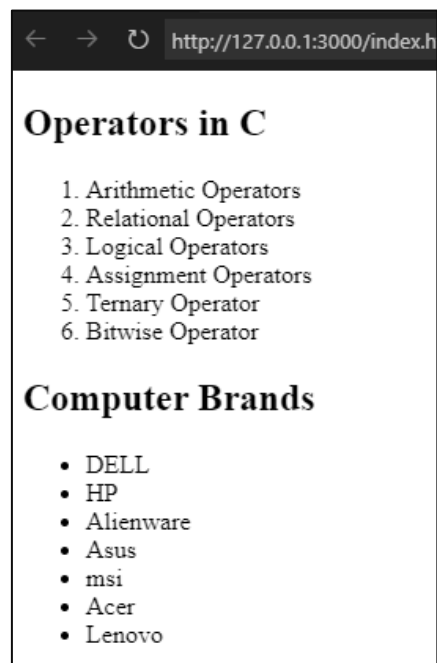 http://127.0.0.1:3000/index.h
Operators in C
1. Arithmetic Operators
2. Relational Operators
3. Logical Operators
4. Assignment Operators
5. Ternary Operator
6. Bitwise Operator
Computer Brands
• DELL
• HP
• Alienware
• Asus
• msi
• Acer
• Lenovo